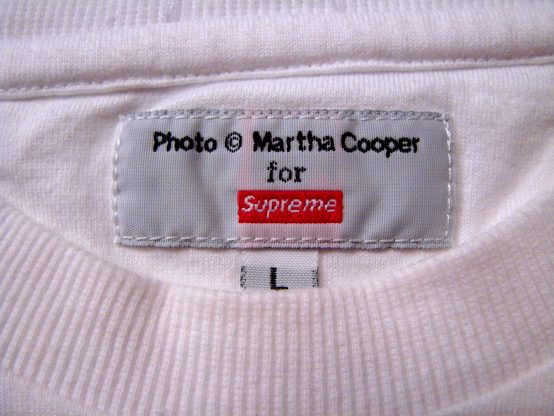 Photo © Martha Cooper
for
Supreme
L